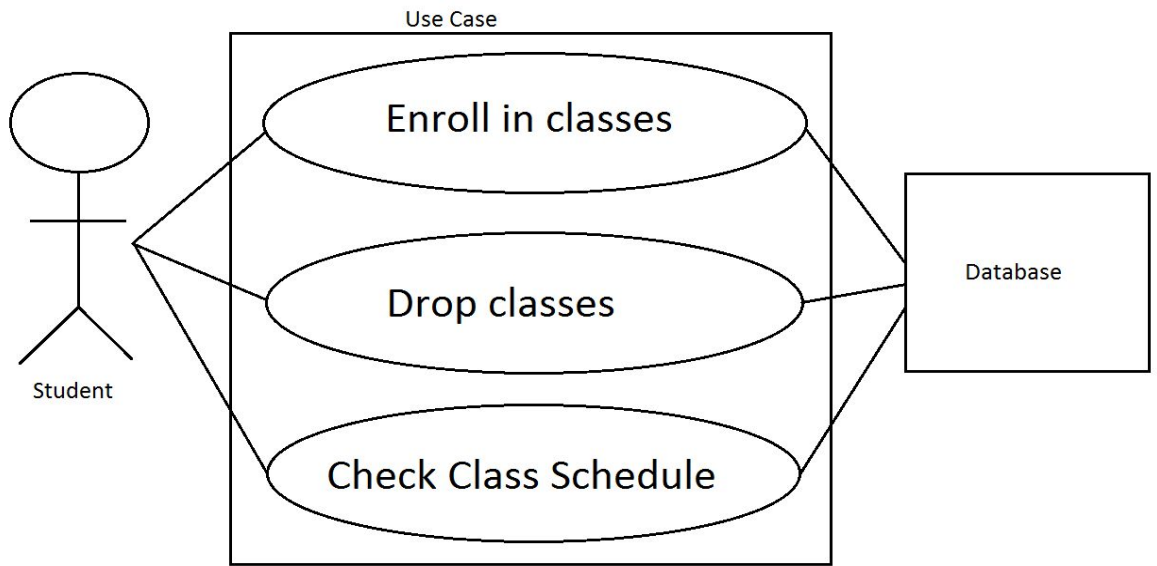 Use Case
Enroll in classes
Drop classes
Database
Student
Check Class Schedule